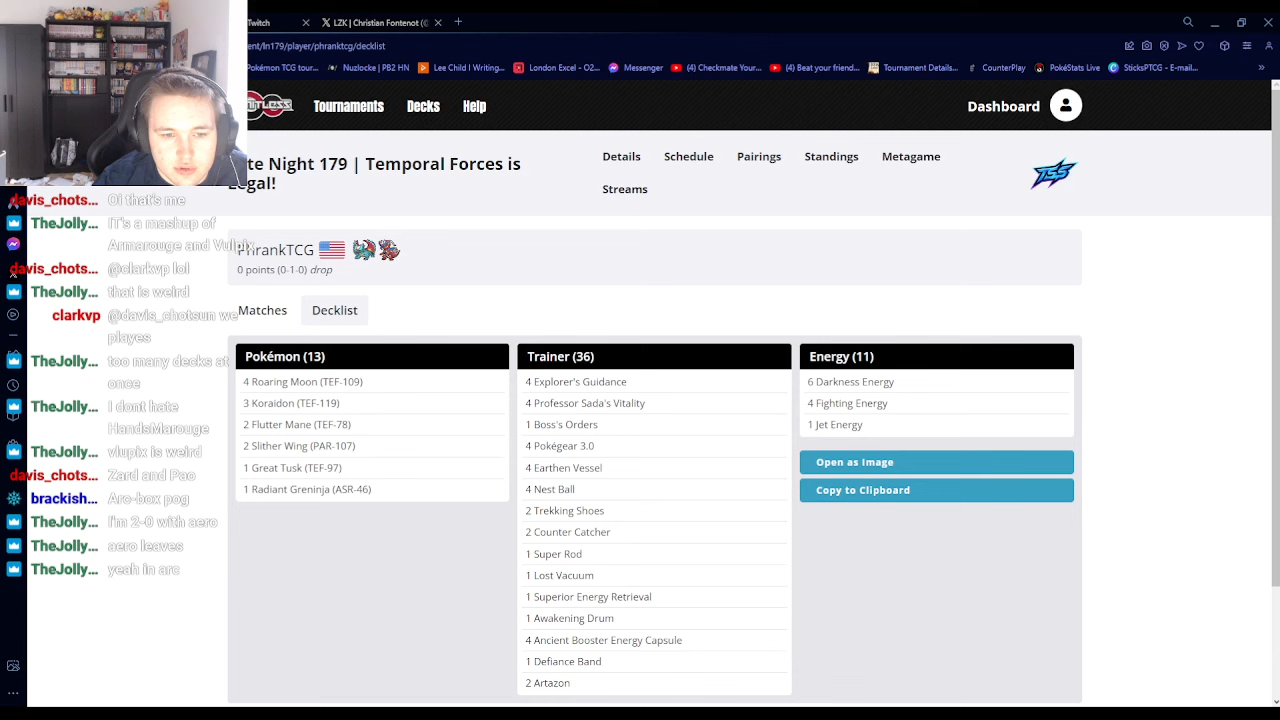 Twitch
LZK | Christian Fontenot (@
ent/ln179/player/phranktcg/decklist
Pokémon TCG tour...
Nuzlocke | PB2 HN
Lee Child I Writing...
London Excel - O2...
Messenger
(4) (Checkmate Your...
(4) (Beat your friend...
Tournament Details...
CounterPlay
PokéStats Live
SticksPTCG - E-mail...
Tournaments
Decks
Help
Dashboard
te Night 179 | Temporal Forces is
Legal!
Details
Schedule
Pairings
Standings
Metagame
Streams
TSS
PhrankTCG
0 points (0-1-0) drop
Matches
Decklist
Pokémon (13)
4 Roaring Moon (TEF-109)
3 Koraidon (TEF-119)
2 Flutter Mane (TEF-78)
2 Slither Wing (PAR-107)
1 Great Tusk (TEF-97)
1 Radiant Greninja (ASR-46)
Trainer (36)
4 Explorer's Guidance
4 Professor Sada's Vitality
1 Boss's Orders
4 Pokégear 3.0
4 Earthen Vessel
4 Nest Ball
2 Trekking Shoes
2 Counter Catcher
1 Super Rod
1 Lost Vacuum
1 Superior Energy Retrieval
1 Awakening Drum
4 Ancient Booster Energy Capsule
1 Defiance Band
2 Artazon
Energy (11)
6 Darkness Energy
4 Fighting Energy
1 Jet Energy
Open as Image
Copy to Clipboard
davis_chots... Oi that's me
TheJolly... IT's a mashup of
Armarouge and Vulpix
davis_chots... @clarkvp lol
TheJolly... that is weird
clarkvp @davis_chotsun we
playes
TheJolly... too many decks at
once
TheJolly... I dont hate
HandsMarouge
TheJolly... vlupix is weird
davis_chots... Zard and Pao
brackish... Arc-box pog
TheJolly... I'm 2-0 with aero
TheJolly... aero leaves
TheJolly... yeah in arc